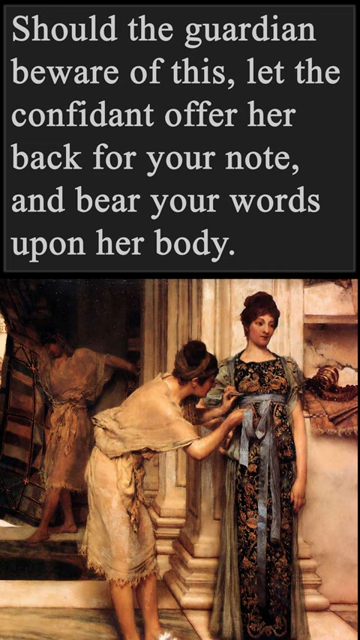 Should the guardian
beware of this, let the
confidant offer her
back for your note,
and bear your words
upon her body.